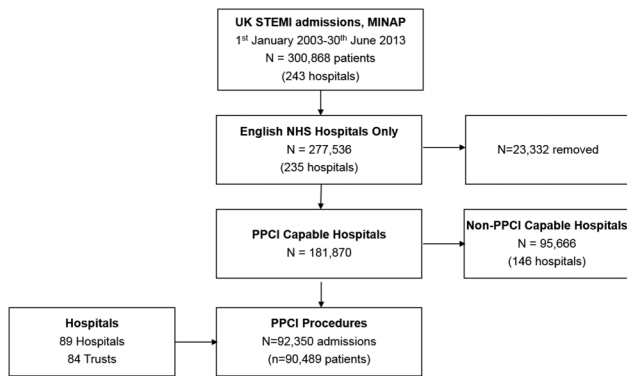 UK STEMI admissions, MINAP
1st January 2003-30th June 2013
N = 300,868 patients
(243 hospitals)
English NHS Hospitals Only
N = 277,536
(235 hospitals)
N=23,332 removed
PPCI Capable Hospitals
N = 181,870
Non-PPCI Capable Hospitals
N = 95,666
(146 hospitals)
Hospitals
89 Hospitals
84 Trusts
PPCI Procedures
N=92,350 admissions
(n=90,489 patients)